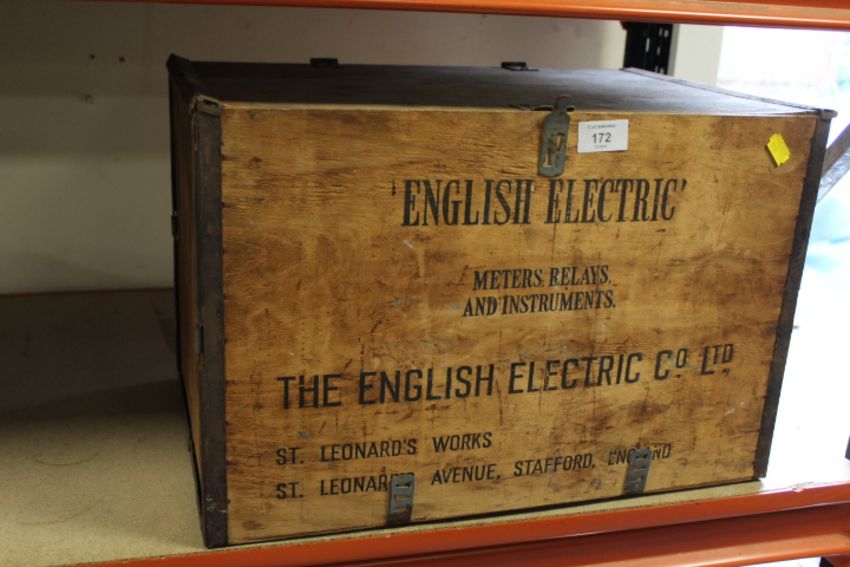 172
'ENGLISH ELECTRIC'
METERS, RELAYS,
AND INSTRUMENTS.
THE ENGLISH ELECTRIC Cº LTD
ST. LEONARD'S WORKS
ST. LEONARD'S AVENUE, STAFFORD, ENGLAND